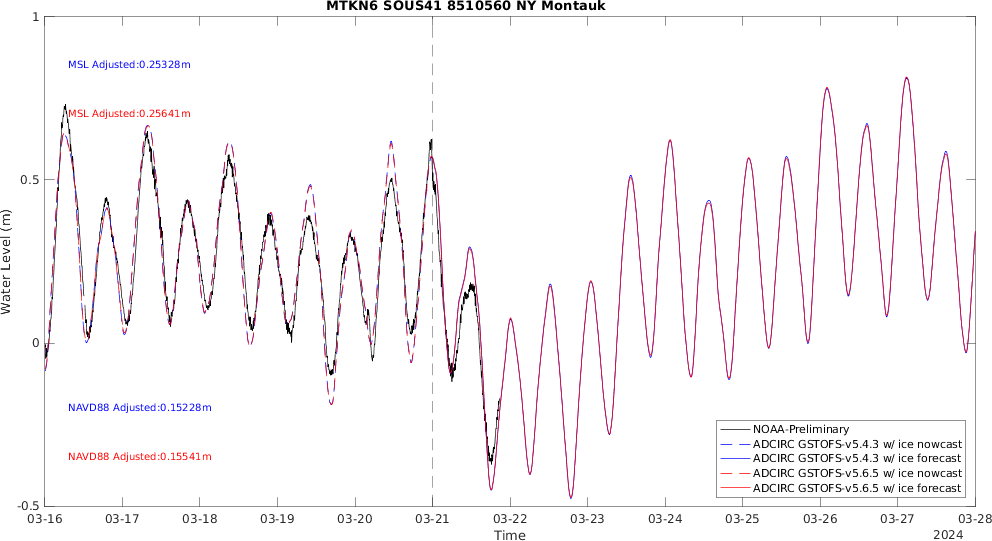 MTKN6 SOUS41 8510560 NY Montauk
1
0.5
0
-0.5
Water Level (m)
MSL Adjusted:0.25328m
MSL Adjusted:0.25641m
NAVD88 Adjusted:0.15228m
NAVD88 Adjusted:0.15541m
NOAA-Preliminary
ADCIRC GSTOFS-v5.4.3 w/ ice nowcast
ADCIRC GSTOFS-v5.4.3 w/ ice forecast
ADCIRC GSTOFS-v5.6.5 w/ ice nowcast
ADCIRC GSTOFS-v5.6.5 w/ ice forecast
03-16 03-17 03-18 03-19 03-20 03-21 03-22 03-23 03-24 03-25 03-26 03-27 03-28
Time
2024